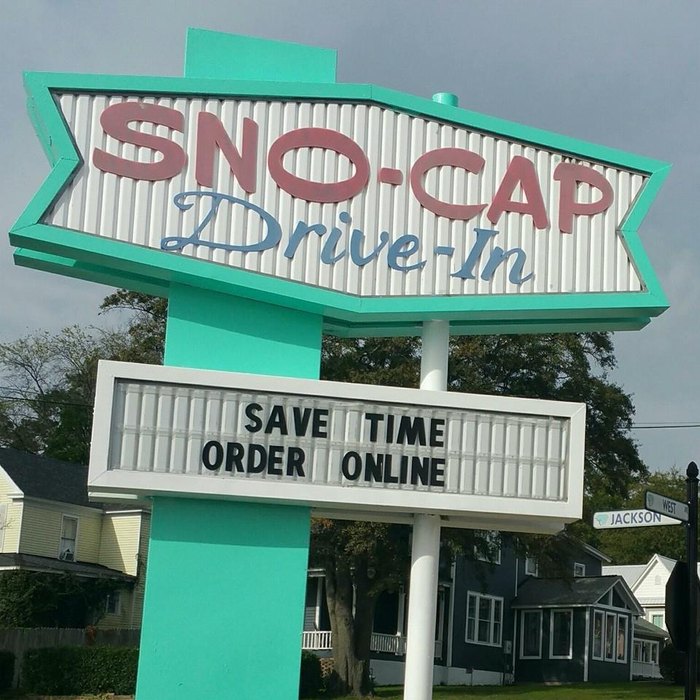 SNO-CAP
Drive-In
SAVE TIME
ORDER ONLINE
JACKSON
WEST